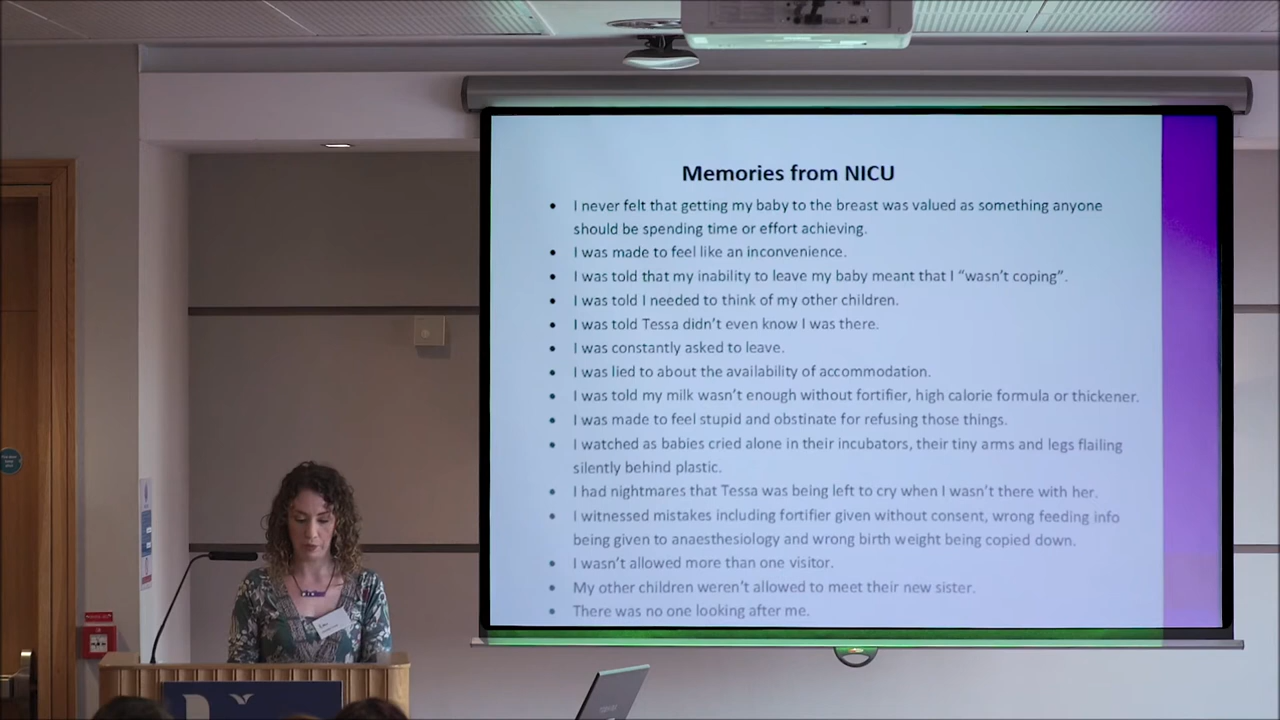 Memories from NICU
• I never felt that getting my baby to the breast was valued as something anyone
should be spending time or effort achieving.
• I was made to feel like an inconvenience.
• I was told that my inability to leave my baby meant that I “wasn’t coping”.
• I was told I needed to think of my other children.
• I was told Tessa didn’t even know I was there.
• I was constantly asked to leave.
• I was lied to about the availability of accommodation.
• I was told my milk wasn’t enough without fortifier, high calorie formula or thickener.
• I was made to feel stupid and obstinate for refusing those things.
• I watched as babies cried alone in their incubators, their tiny arms and legs flailing
silently behind plastic.
• I had nightmares that Tessa was being left to cry when I wasn’t there with her.
• I witnessed mistakes including fortifier given without consent, wrong feeding info
being given to anaesthesiology and wrong birth weight being copied down.
• I wasn’t allowed more than one visitor.
• My other children weren’t allowed to meet their new sister.
• There was no one looking after me.